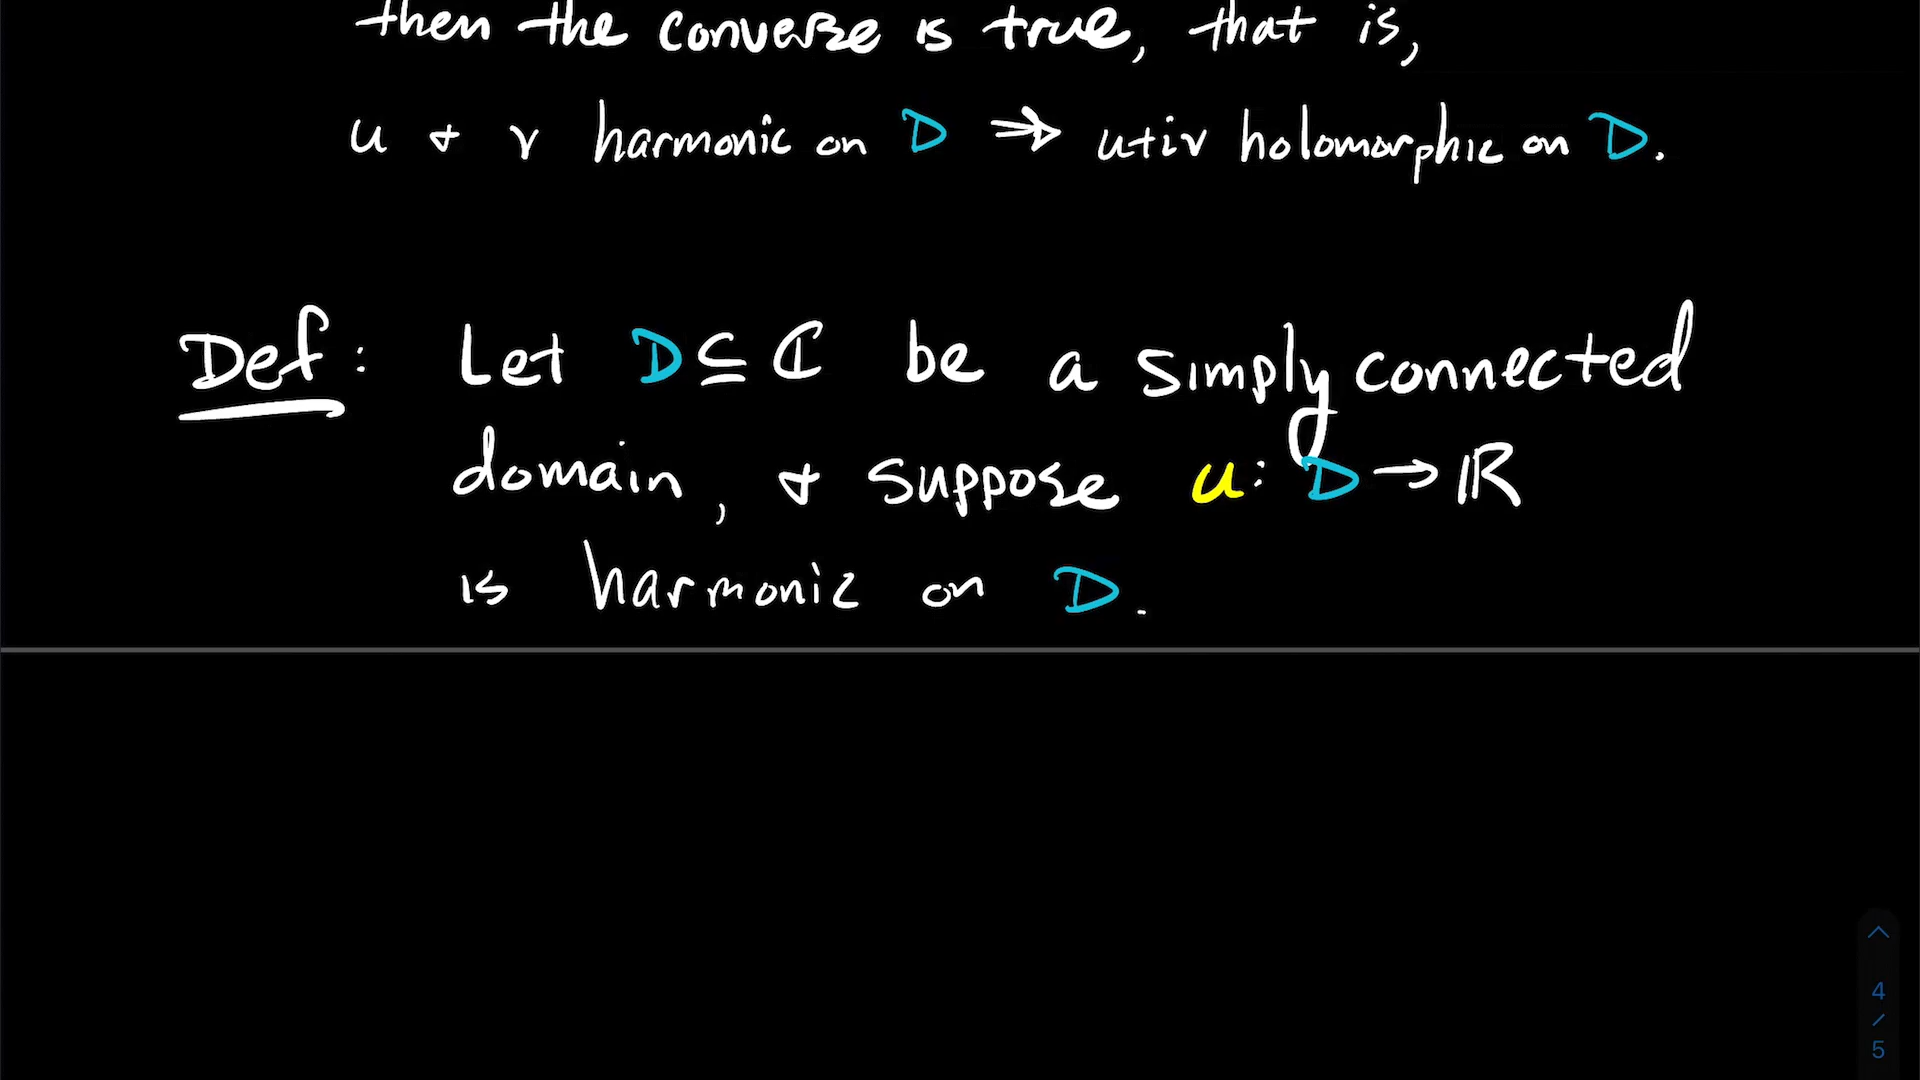 then the converse is true, that is,
u & v harmonic on D ⇒ u+iv holomorphic on D.
Def: Let D ⊆ ℂ be a simply connected
domain, & suppose u: D → ℝ
is harmonic on D.
4
/
5